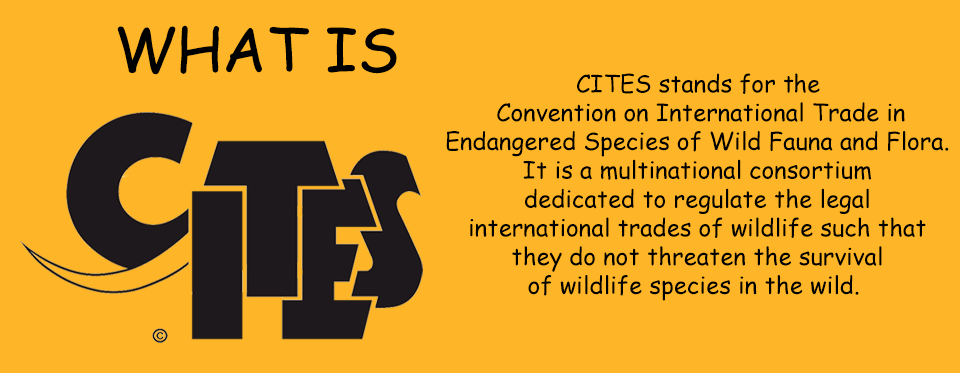 WHAT IS
CITES
©
CITES stands for the
Convention on International Trade in
Endangered Species of Wild Fauna and Flora.
It is a multinational consortium
dedicated to regulate the legal
international trades of wildlife such that
they do not threaten the survival
of wildlife species in the wild.